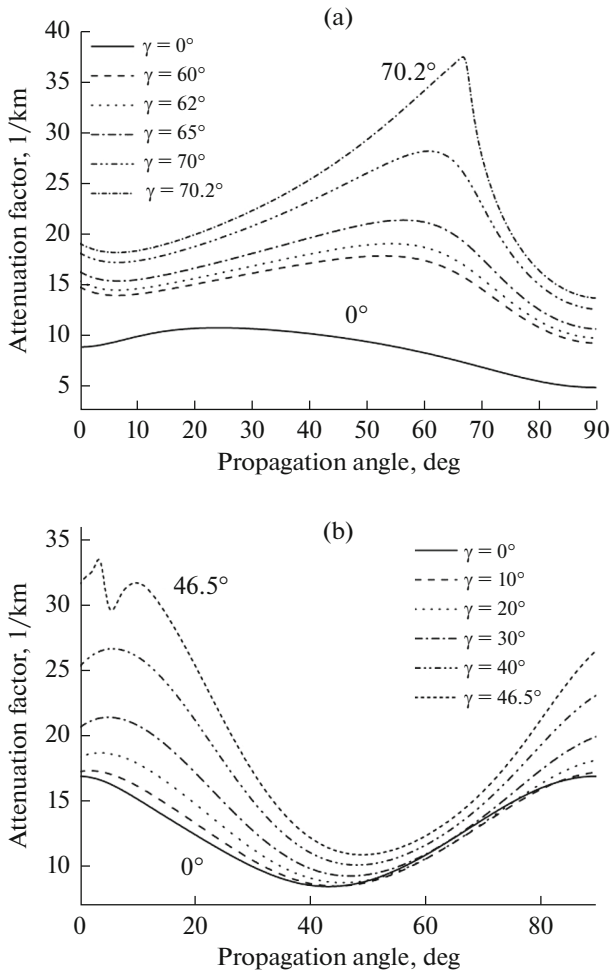 (a)
40
35
30
25
20
15
10
5
Attenuation factor, 1/km
γ = 0°
γ = 60°
γ = 62°
γ = 65°
γ = 70°
γ = 70.2°
70.2°
0°
0 10 20 30 40 50 60 70 80 90
Propagation angle, deg
(b)
35
30
25
20
15
10
Attenuation factor, 1/km
46.5°
γ = 0°
γ = 10°
γ = 20°
γ = 30°
γ = 40°
γ = 46.5°
0°
0 20 40 60 80
Propagation angle, deg